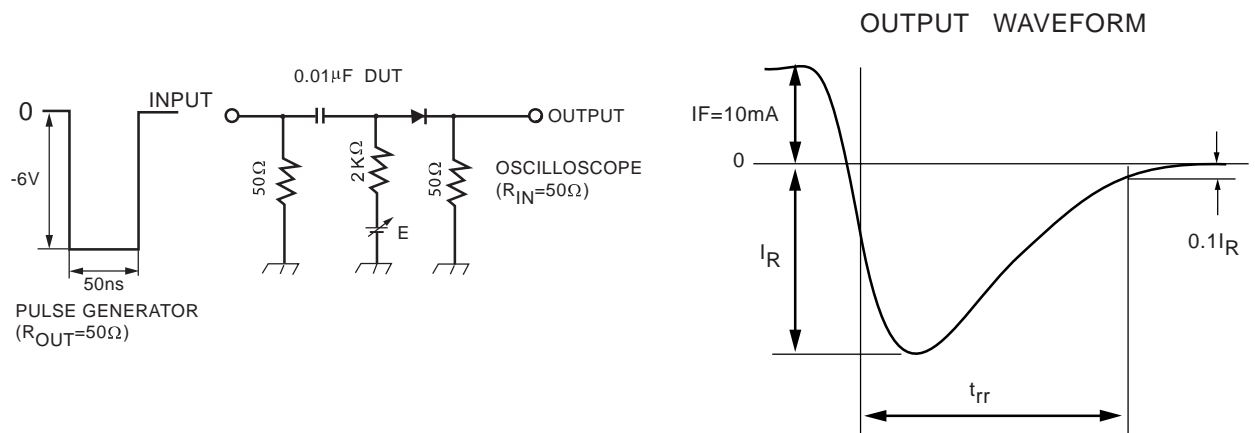 OUTPUT WAVEFORM
0.01μF DUT
0
INPUT
OUTPUT
-6V
50Ω
2KΩ
50Ω
OSCILLOSCOPE
(RIN=50Ω)
E
50ns
PULSE GENERATOR
(ROUT=50Ω)
IF=10mA
0
IR
0.1IR
trr